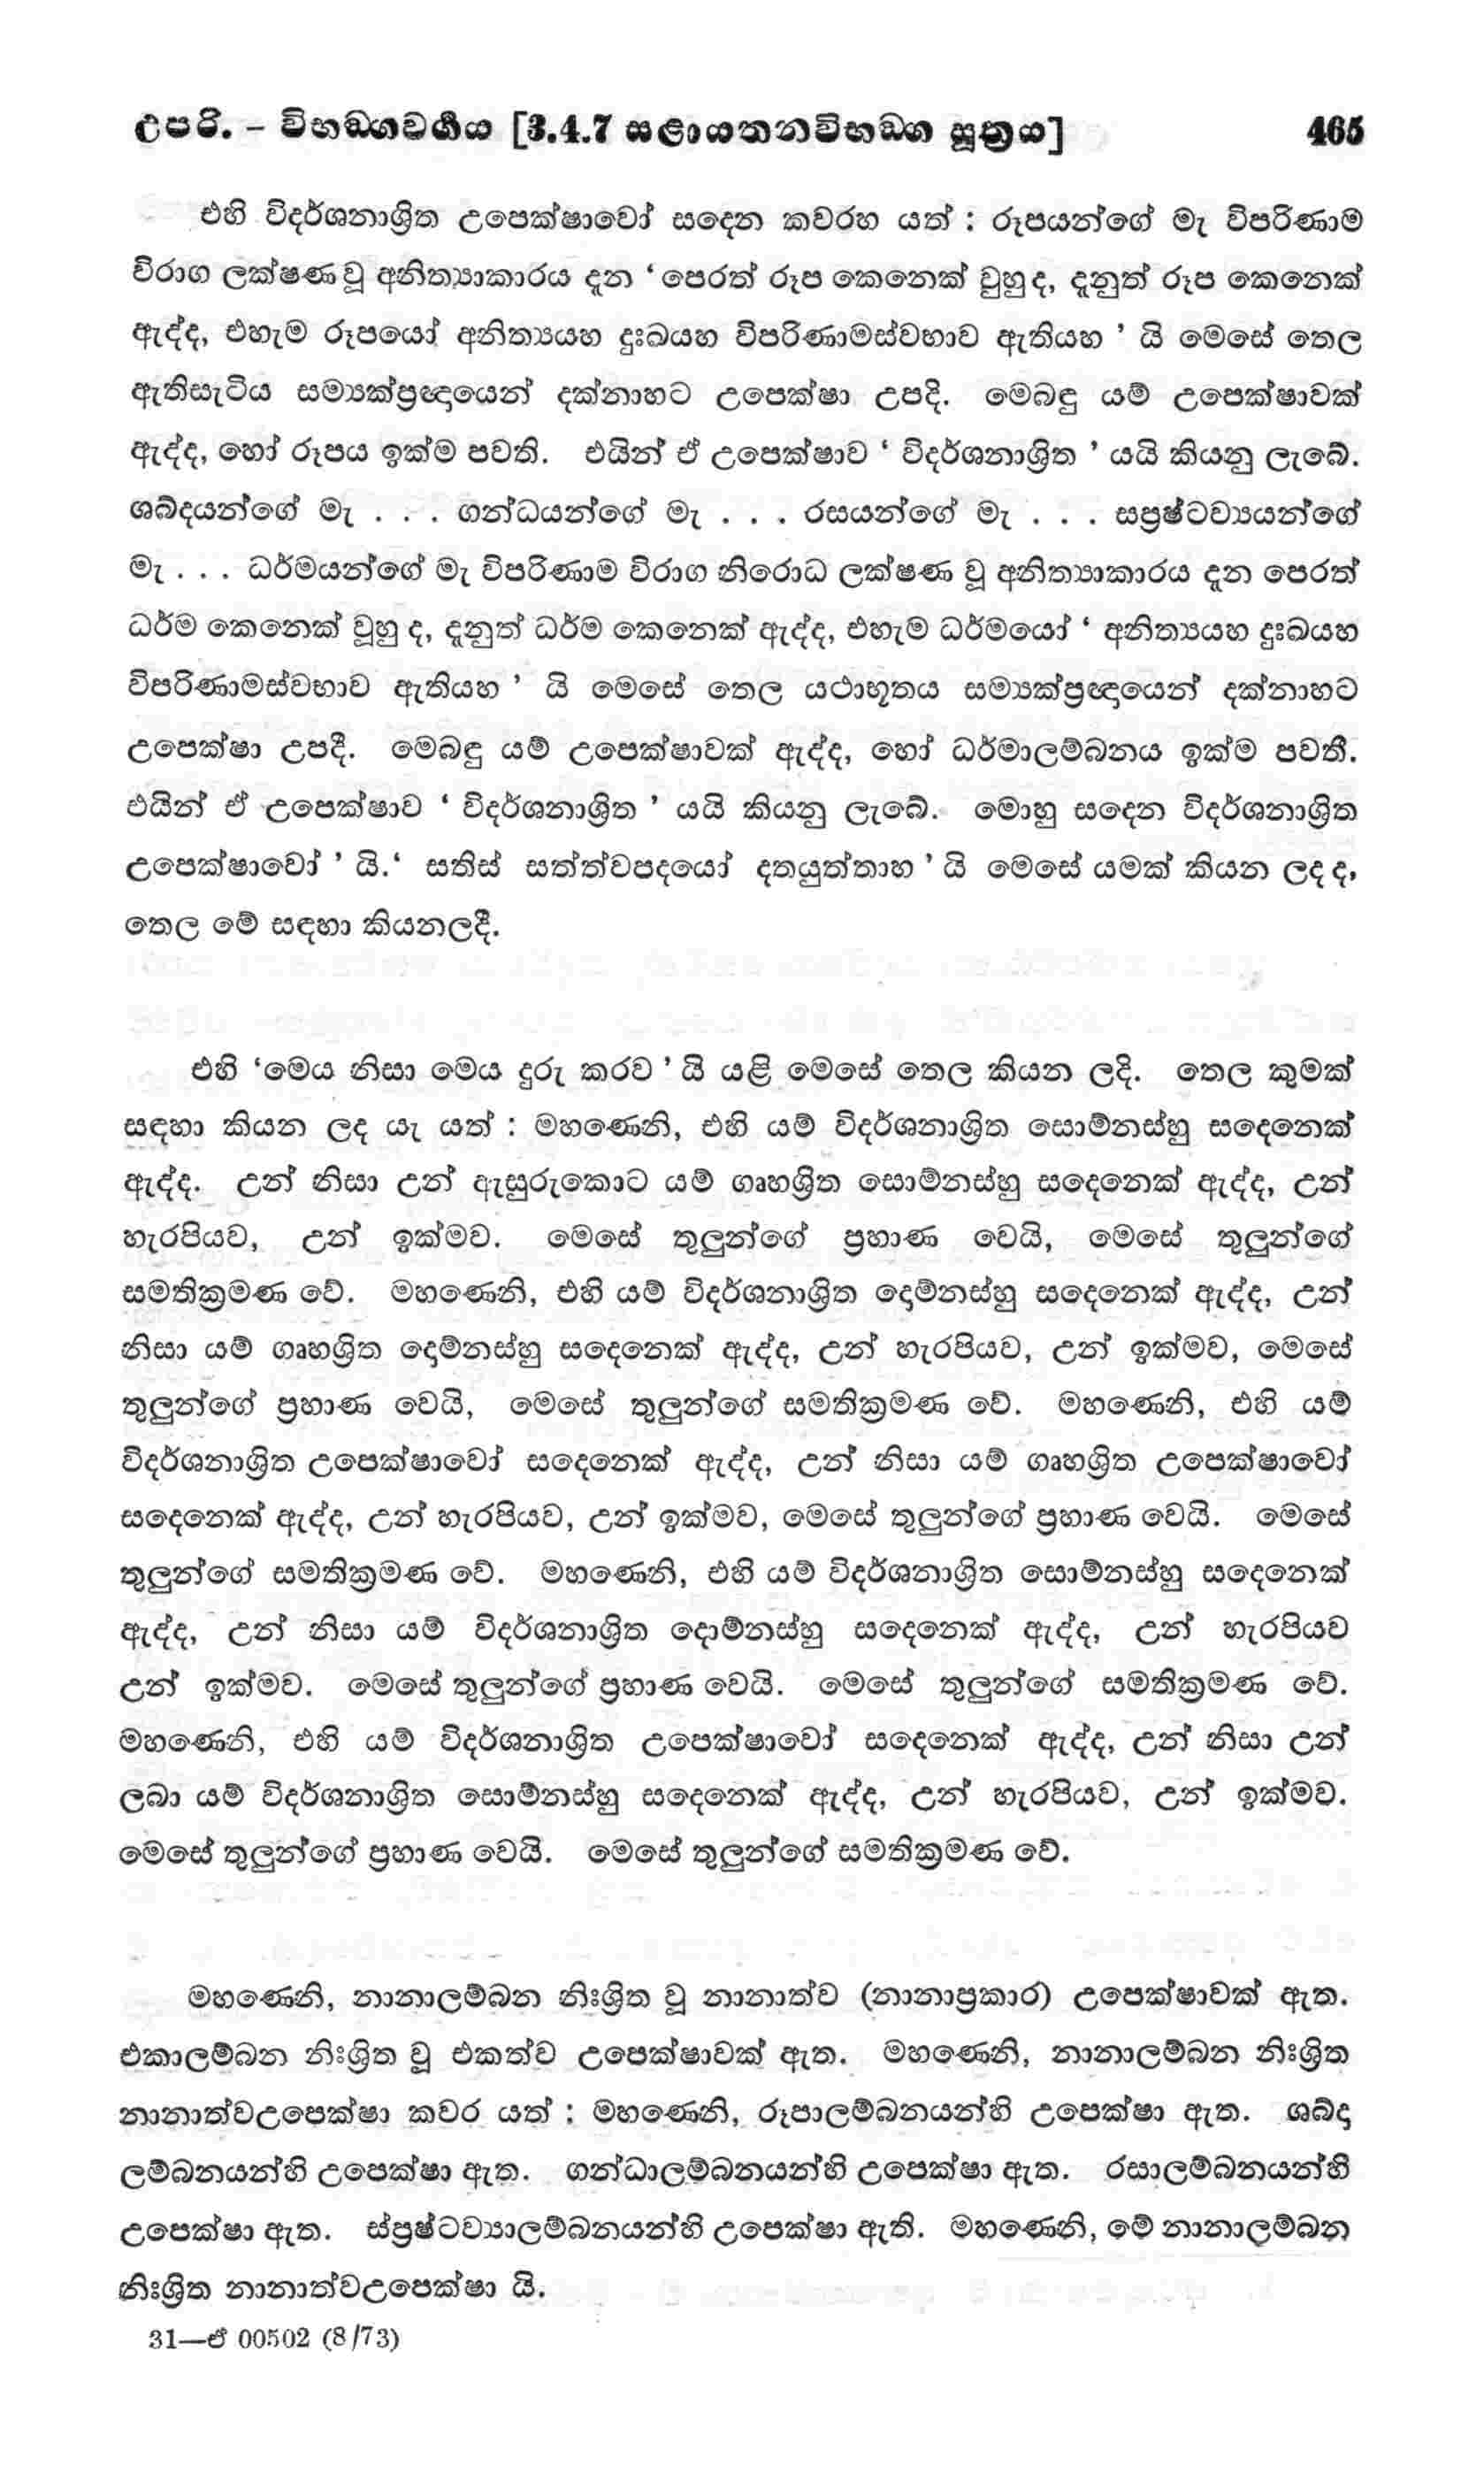 උපරි. – විභඞ්ගවර්‍ගය [3.4.7 සළායතනවිභඞ්ග සූත්‍රය] 465
එහි විදර්ශනාශ්‍රිත උපෙක්ෂාවෝ සදෙන කවරහ යත් : රූපයන්ගේ මැ විපරිණාම
විරාග ලක්ෂණ වූ අනිත්‍යාකාරය දැන ‘ පෙරත් රූප කෙනෙක් වුහු ද, දැනුත් රූප කෙනෙක්
ඇද්ද, එහැම රූපයෝ අනිත්‍යයහ දුඃඛයහ විපරිණාමස්වභාව ඇතියහ ’ යි මෙසේ තෙල
ඇතිසැටිය සම්‍යක්ප්‍රඥායෙන් දක්නාහට උපෙක්ෂා උපදි. මෙබඳු යම් උපෙක්ෂාවක්
ඇද්ද, හෝ රූපය ඉක්ම පවති. එයින් ඒ උපෙක්ෂාව ‘ විදර්ශනාශ්‍රිත ’ යයි කියනු ලැබේ.
ශබ්දයන්ගේ මැ . . . ගන්ධයන්ගේ මැ . . . රසයන්ගේ මැ . . . සප්‍රෂ්ටව්‍යයන්ගේ
මැ . . . ධර්මයන්ගේ මැ විපරිණාම විරාග නිරොධ ලක්ෂණ වූ අනිත්‍යාකාරය දැන පෙරත්
ධර්ම කෙනෙක් වූහු ද, දැනුත් ධර්ම කෙනෙක් ඇද්ද, එහැම ධර්මයෝ ‘ අනිත්‍යයහ දුඃඛයහ
විපරිණාමස්වභාව ඇතියහ ’ යි මෙසේ තෙල යථාභූතය සම්‍යක්ප්‍රඥායෙන් දක්නාහට
උපෙක්ෂා උපදී. මෙබඳු යම් උපෙක්ෂාවක් ඇද්ද, හෝ ධර්මාලම්බනය ඉක්ම පවතී.
එයින් ඒ උපෙක්ෂාව ‘ විදර්ශනාශ්‍රිත ’ යයි කියනු ලැබේ. මොහු සදෙන විදර්ශනාශ්‍රිත
උපෙක්ෂාවෝ ’ යි.‘ සතිස් සත්ත්වපදයෝ දතයුත්තාහ ’ යි මෙසේ යමක් කියන ලද ද,
තෙල මේ සඳහා කියනලදී.
එහි ‘මෙය නිසා මෙය දුරු කරව ’ යි යළි මෙසේ තෙල කියන ලදි. තෙල කුමක්
සඳහා කියන ලද යැ යත් : මහණෙනි, එහි යම් විදර්ශනාශ්‍රිත සොම්නස්හු සදෙනෙක්
ඇද්ද. උන් නිසා උන් ඇසුරුකොට යම් ගෘහශ්‍රිත සොම්නස්හු සදෙනෙක් ඇද්ද, උන්
හැරපියව, උන් ඉක්මව. මෙසේ තුලුන්ගේ ප්‍රහාණ වෙයි, මෙසේ තුලුන්ගේ
සමතික්‍රමණ වේ. මහණෙනි, එහි යම් විදර්ශනාශ්‍රිත දොම්නස්හු සදෙනෙක් ඇද්ද, උන්
නිසා යම් ගෘහශ්‍රිත දොම්නස්හු සදෙනෙක් ඇද්ද, උන් හැරපියව, උන් ඉක්මව, මෙසේ
තුලුන්ගේ ප්‍රහාණ වෙයි, මෙසේ තුලුන්ගේ සමතික්‍රමණ වේ. මහණෙනි, එහි යම්
විදර්ශනාශ්‍රිත උපෙක්ෂාවෝ සදෙනෙක් ඇද්ද, උන් නිසා යම් ගෘහශ්‍රිත උපෙක්ෂාවෝ
සදෙනෙක් ඇද්ද, උන් හැරපියව, උන් ඉක්මව, මෙසේ තුලුන්ගේ ප්‍රහාණ වෙයි. මෙසේ
තුලුන්ගේ සමතික්‍රමණ වේ. මහණෙනි, එහි යම් විදර්ශනාශ්‍රිත සොම්නස්හු සදෙනෙක්
ඇද්ද, උන් නිසා යම් විදර්ශනාශ්‍රිත දොම්නස්හු සදෙනෙක් ඇද්ද, උන් හැරපියව
උන් ඉක්මව. මෙසේ තුලුන්ගේ ප්‍රහාණ වෙයි. මෙසේ තුලුන්ගේ සමතික්‍රමණ වේ.
මහණෙනි, එහි යම් විදර්ශනාශ්‍රිත උපෙක්ෂාවෝ සදෙනෙක් ඇද්ද, උන් නිසා උන්
ලබා යම් විදර්ශනාශ්‍රිත සොම්නස්හු සදෙනෙක් ඇද්ද, උන් හැරපියව, උන් ඉක්මව.
මෙසේ තුලුන්ගේ ප්‍රහාණ වෙයි. මෙසේ තුලුන්ගේ සමතික්‍රමණ වේ.
මහණෙනි, නානාලම්බන නිඃශ්‍රිත වූ නානාත්ව (නානාප්‍රකාර) උපෙක්ෂාවක් ඇත.
එකාලම්බන නිඃශ්‍රිත වූ එකත්ව උපෙක්ෂාවක් ඇත. මහණෙනි, නානාලම්බන නිඃශ්‍රිත
නානාත්වඋපෙක්ෂා කවර යත් ; මහණෙනි, රූපාලම්බනයන්හි උපෙක්ෂා ඇත. ශබ්දා
ලම්බනයන්හි උපෙක්ෂා ඇත. ගන්ධාලම්බනයන්හි උපෙක්ෂා ඇත. රසාලම්බනයන්හි
උපෙක්ෂා ඇත. ස්ප්‍රෂ්ටව්‍යාලම්බනයන්හි උපෙක්ෂා ඇති. මහණෙනි, මේ නානාලම්බන
නිඃශ්‍රිත නානාත්වඋපෙක්ෂා යි.
31—ඒ 00502 (8/73)